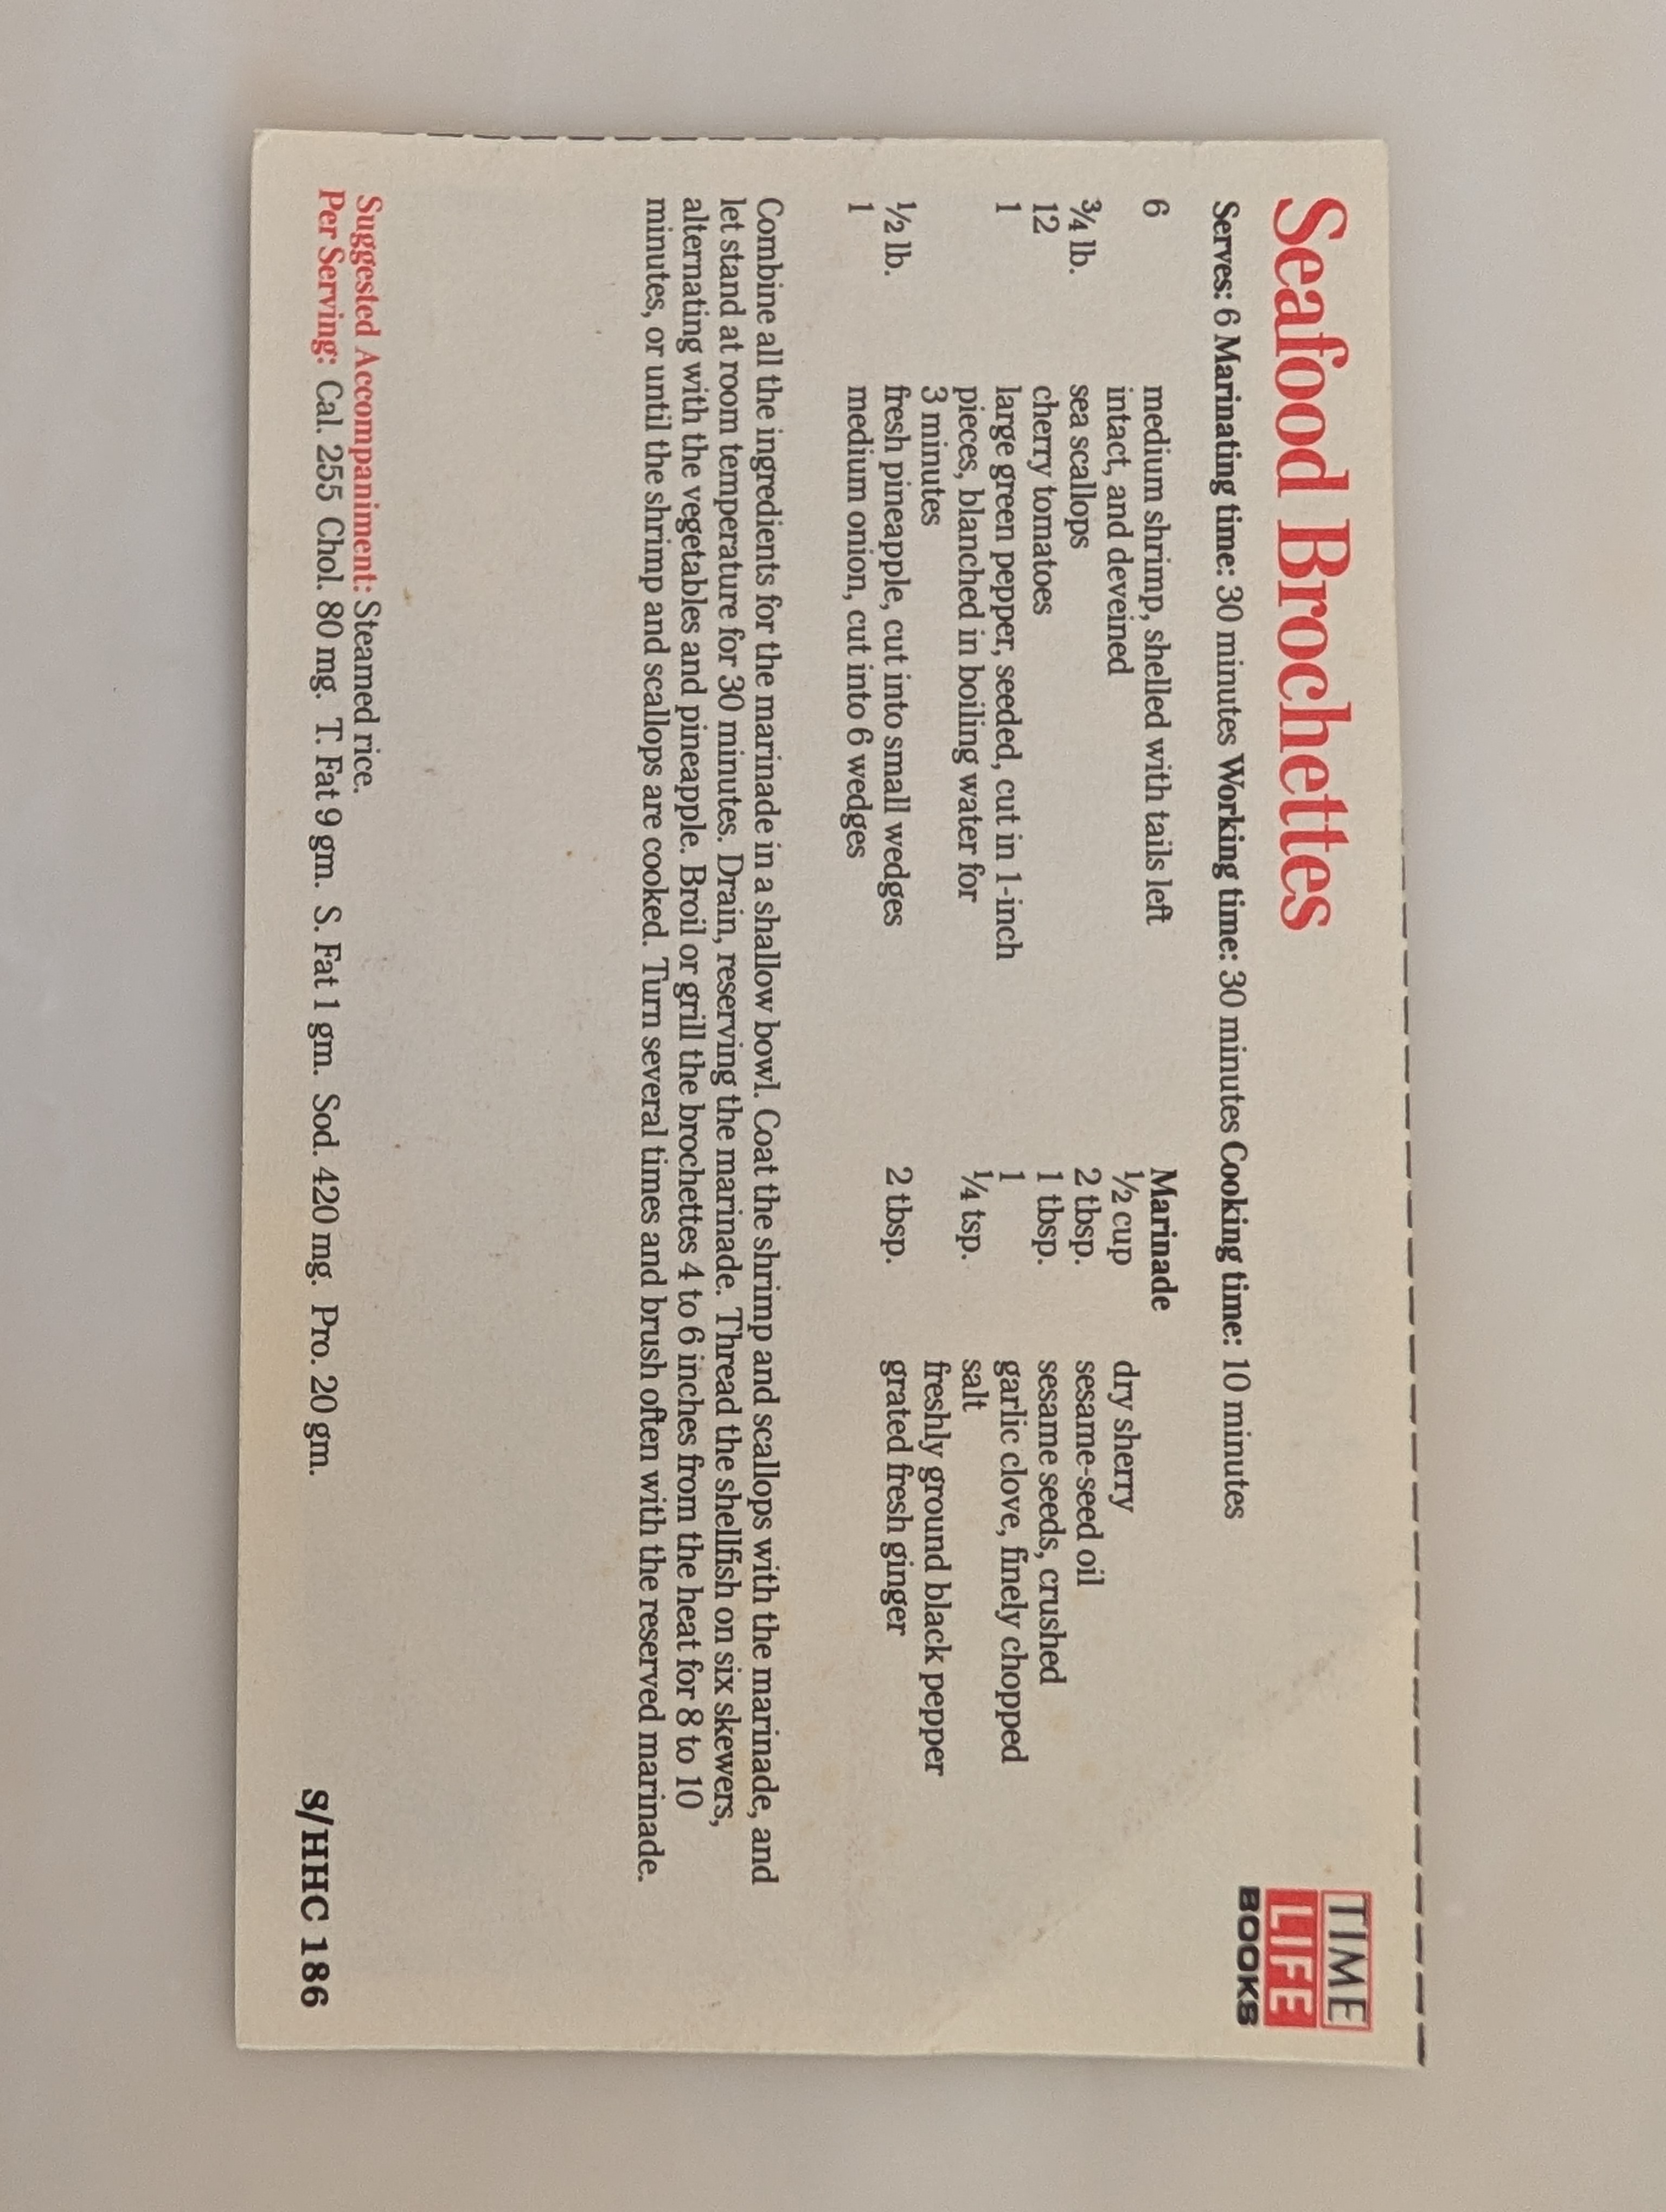 Seafood Brochettes
TIME
LIFE
BOOKS
Serves: 6 Marinating time: 30 minutes Working time: 30 minutes Cooking time: 10 minutes
6 medium shrimp, shelled with tails left
intact, and deveined
¾ lb. sea scallops
12 cherry tomatoes
1 large green pepper, seeded, cut in 1-inch
pieces, blanched in boiling water for
3 minutes
½ lb. fresh pineapple, cut into small wedges
1 medium onion, cut into 6 wedges
Marinade
½ cup dry sherry
2 tbsp. sesame-seed oil
1 tbsp. sesame seeds, crushed
1 garlic clove, finely chopped
¼ tsp. salt
freshly ground black pepper
2 tbsp. grated fresh ginger
Combine all the ingredients for the marinade in a shallow bowl. Coat the shrimp and scallops with the marinade, and
let stand at room temperature for 30 minutes. Drain, reserving the marinade. Thread the shellfish on six skewers,
alternating with the vegetables and pineapple. Broil or grill the brochettes 4 to 6 inches from the heat for 8 to 10
minutes, or until the shrimp and scallops are cooked. Turn several times and brush often with the reserved marinade.
Suggested Accompaniment: Steamed rice.
Per Serving: Cal. 255 Chol. 80 mg. T. Fat 9 gm. S. Fat 1 gm. Sod. 420 mg. Pro. 20 gm.
S/HHC 186